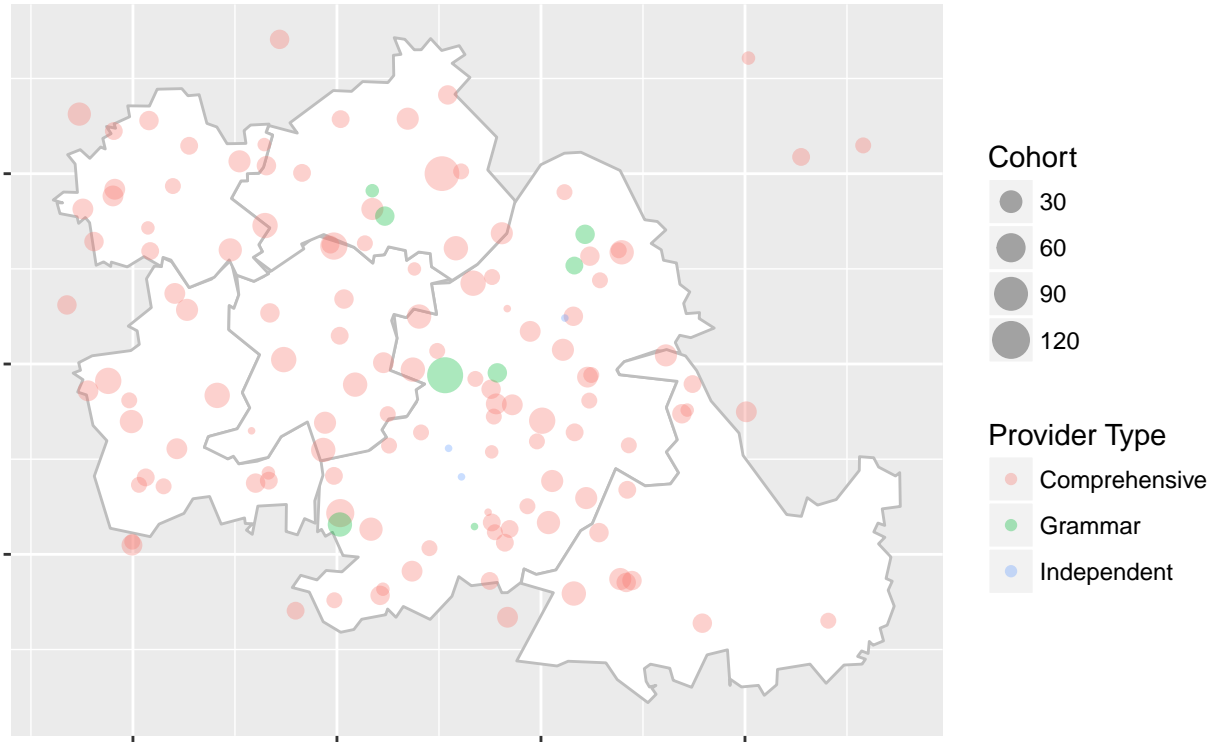 Cohort
30
60
90
120
Provider Type
Comprehensive
Grammar
Independent